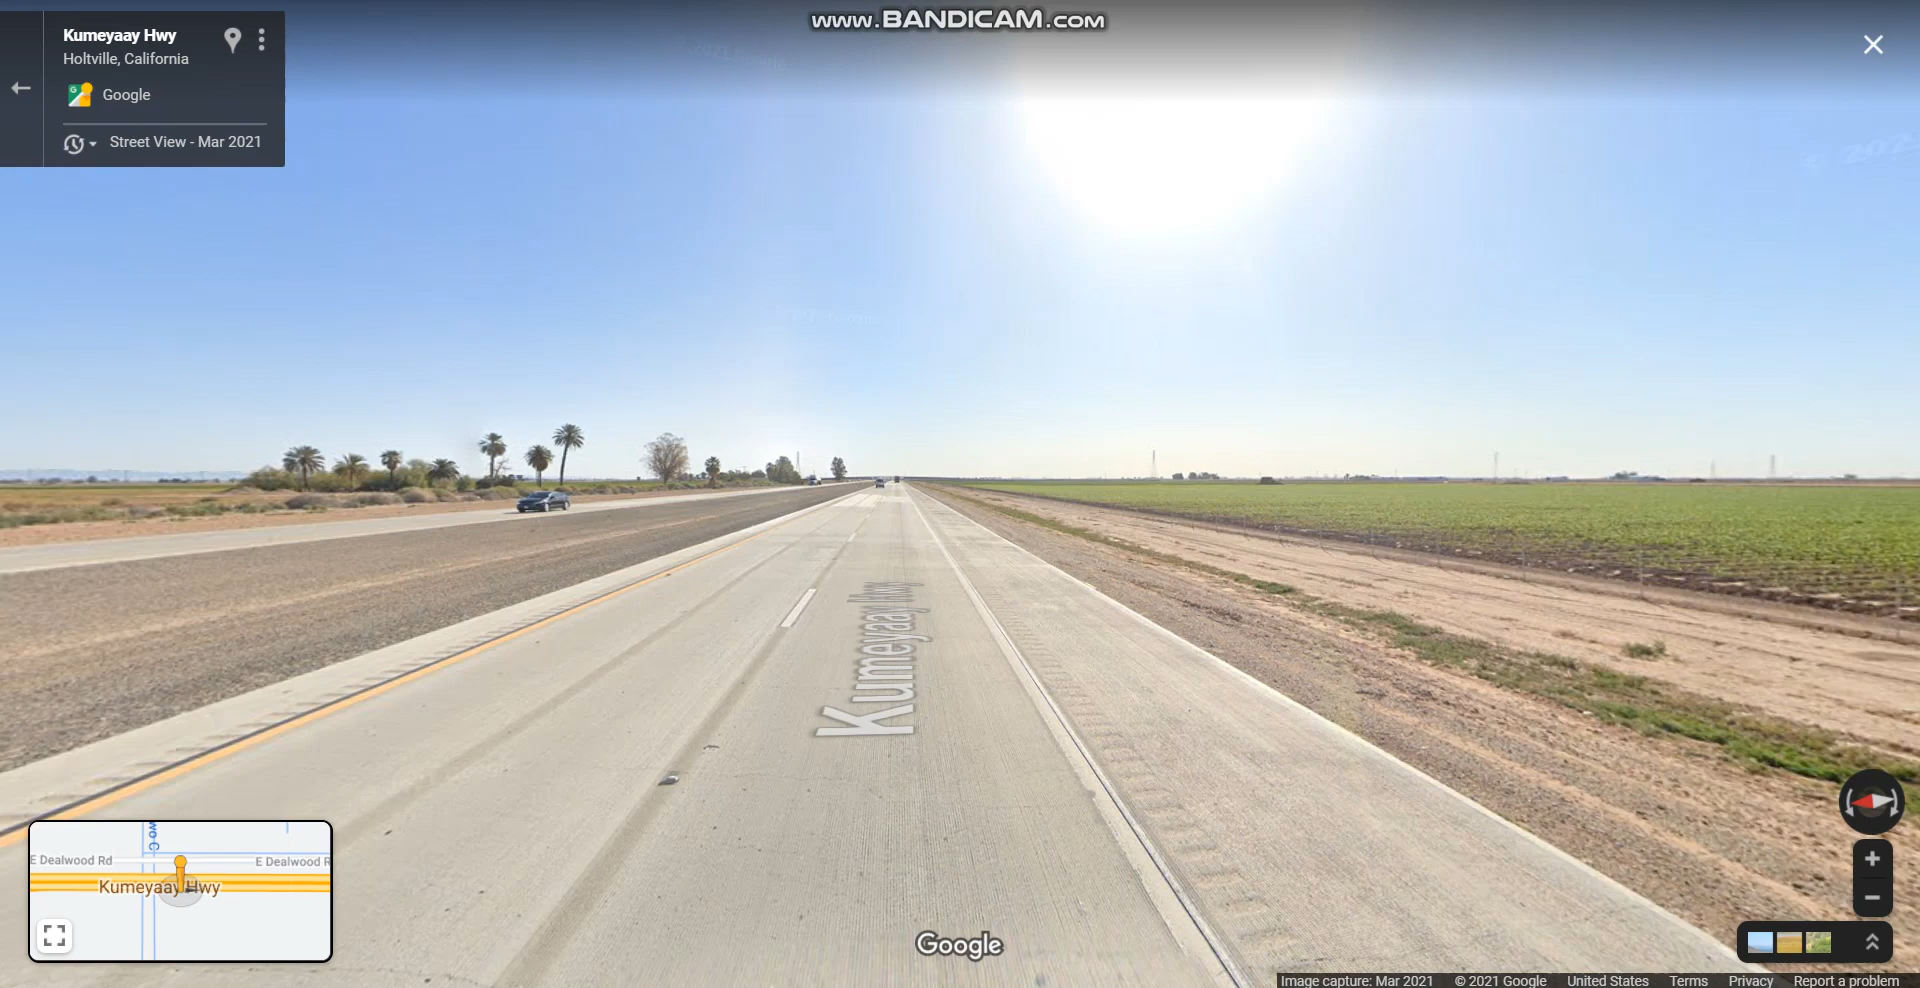 www.BANDICAM.COM
Kumeyaay Hwy
Holtville, California
Google
Street View - Mar 2021
Kumeyaay Hwy
E Dealwood Rd
E Dealwood R
Kumeyaay Hwy
Google
Image capture: Mar 2021 © 2021 Google United States Terms Privacy Report a problem